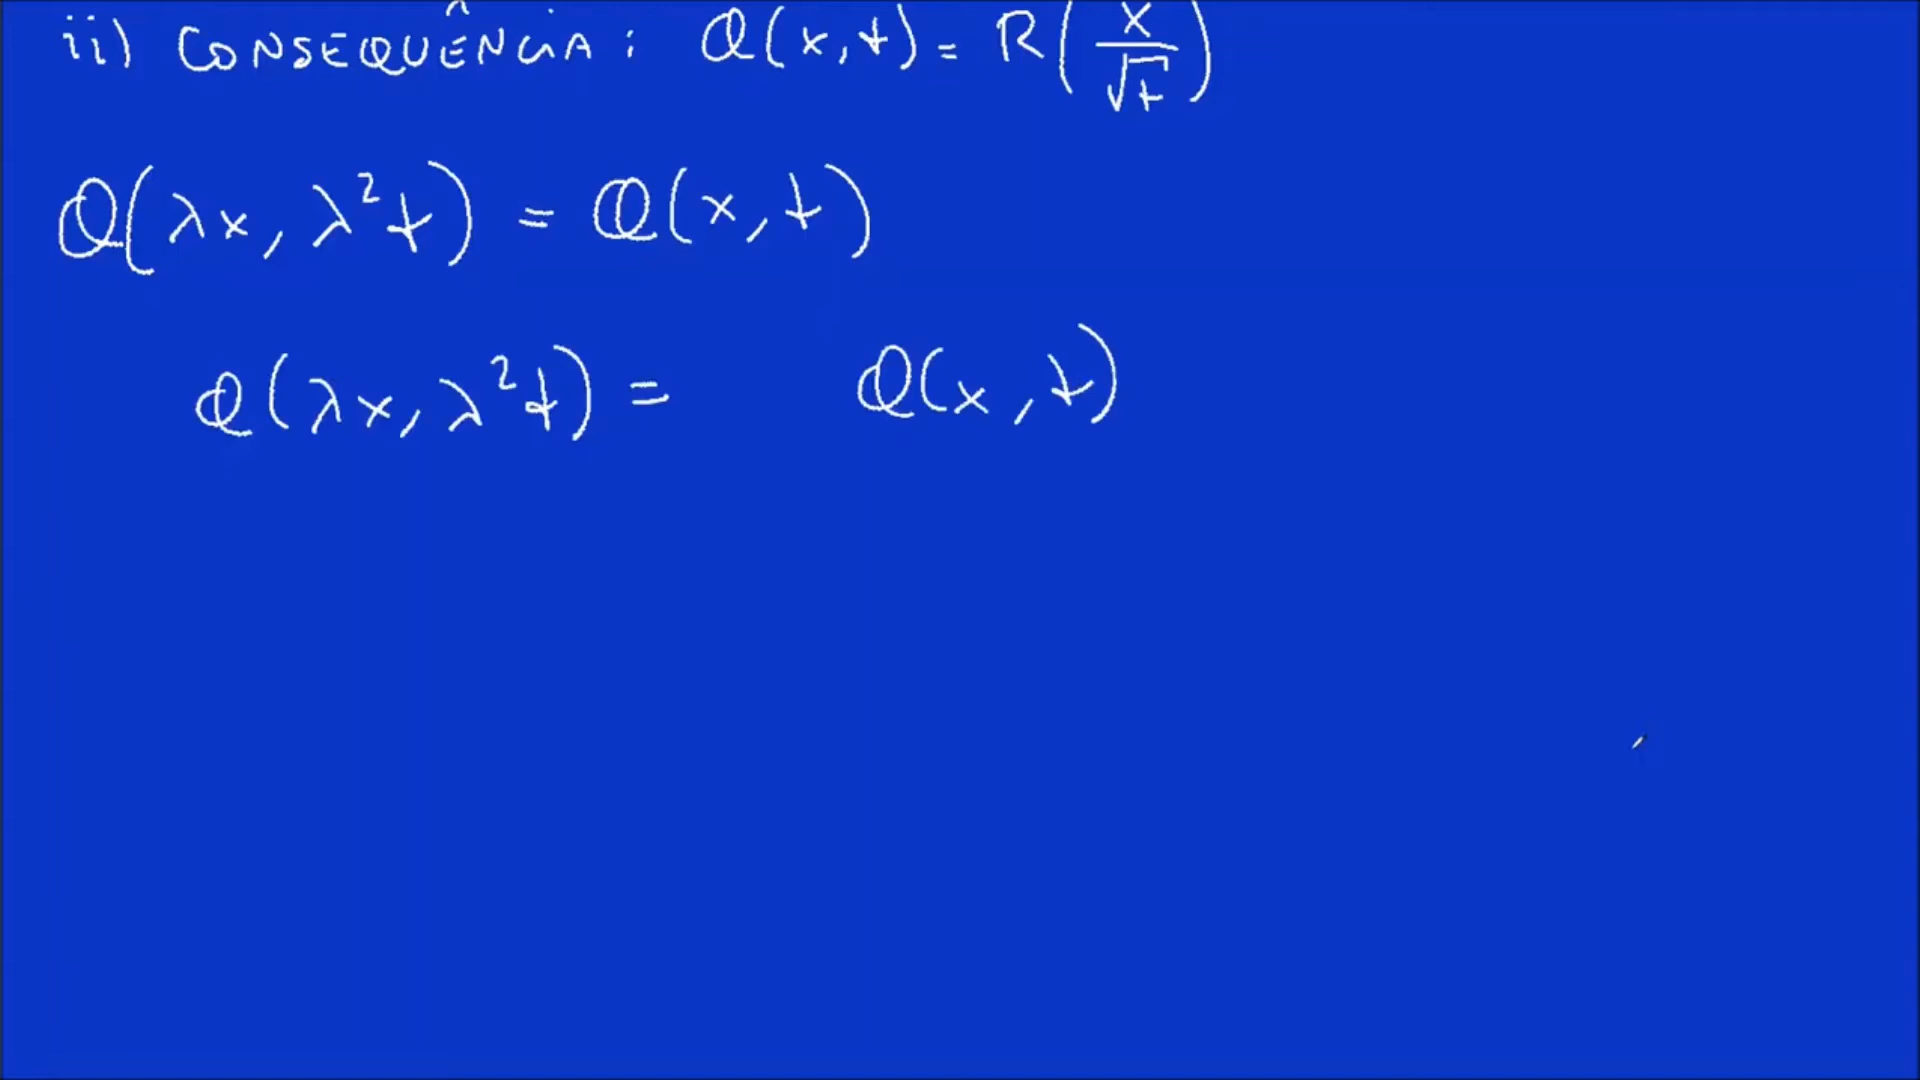 ii) CONSEQUÊNCIA: Q(x,t) = R(x/√t)
Q(λx, λ²t) = Q(x,t)
Q(λx, λ²t) = Q(x,t)